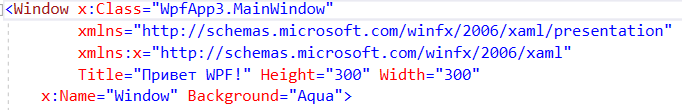 <Window x:Class="WpfApp3.MainWindow"
xmlns="http://schemas.microsoft.com/winfx/2006/xaml/presentation"
xmlns:x="http://schemas.microsoft.com/winfx/2006/xaml"
Title="Привет WPF!" Height="300" Width="300"
x:Name="Window" Background="Aqua">